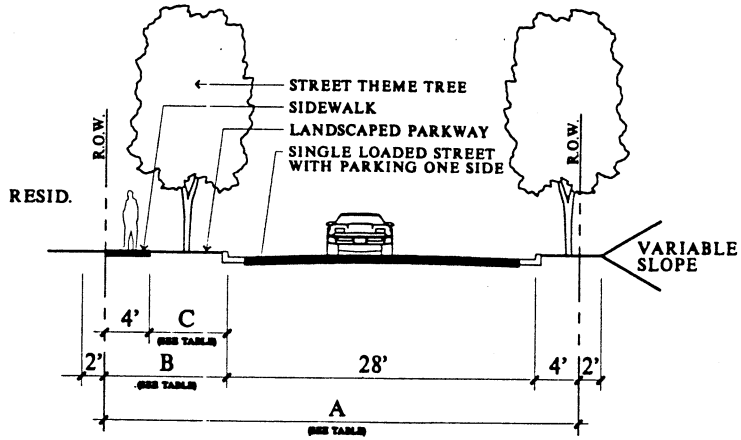 STREET THEME TREE
SIDEWALK
LANDSCAPED PARKWAY
SINGLE LOADED STREET
WITH PARKING ONE SIDE
R.O.W.
R.O.W.
RESID.
VARIABLE
SLOPE
4'
C
(SEE TABLE)
2'
B
(SEE TABLE)
28'
4'
2'
A
(SEE TABLE)